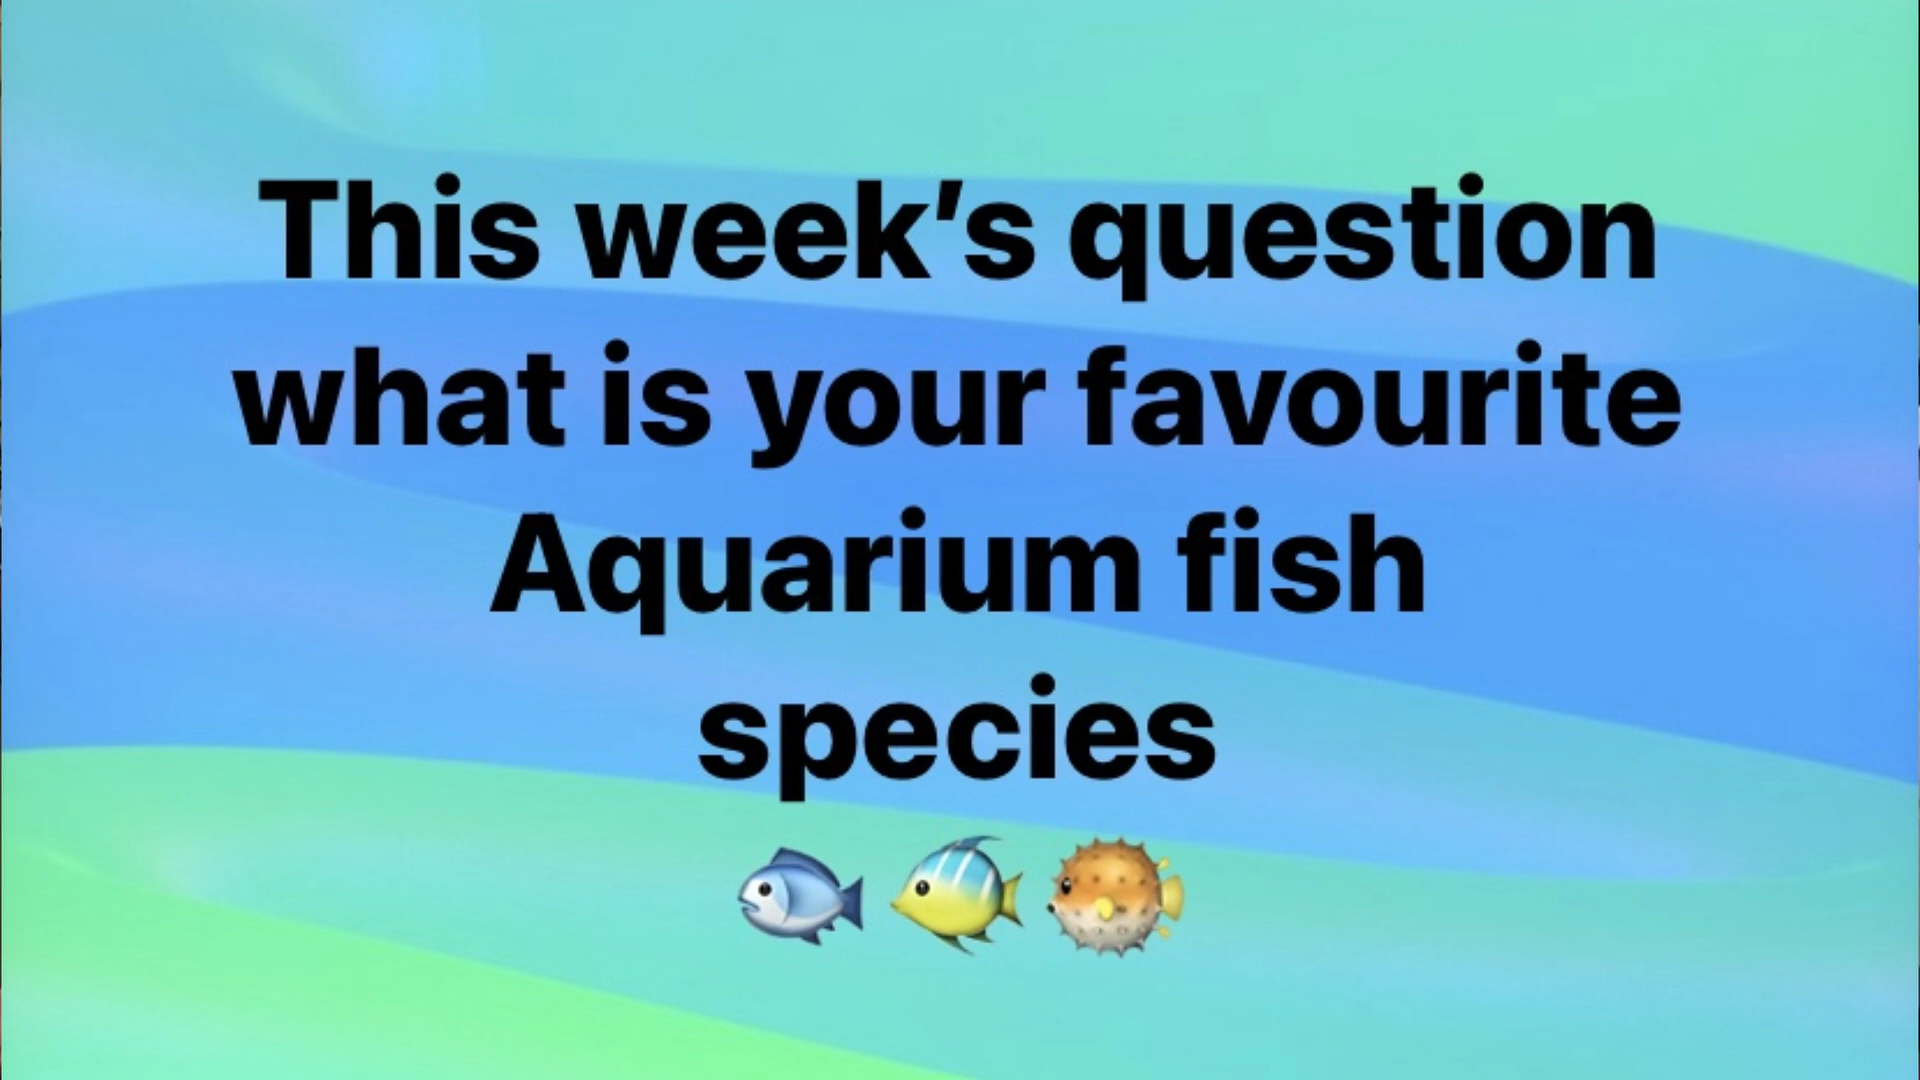 This week’s question
what is your favourite
Aquarium fish
species
🐟🐠🐡